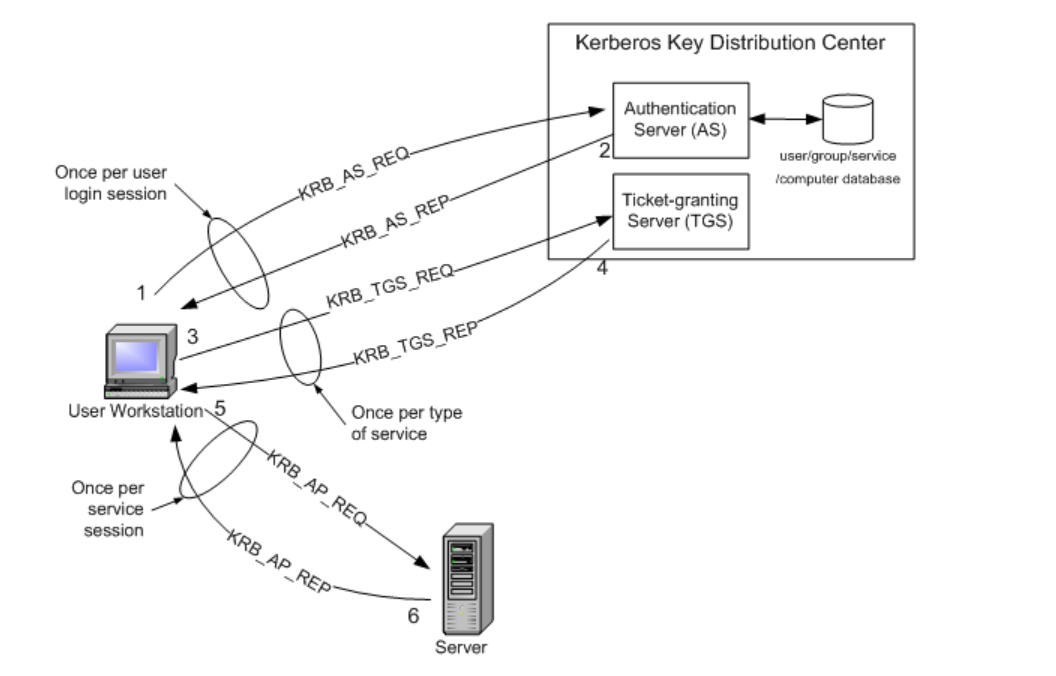 Kerberos Key Distribution Center
Authentication
Server (AS)
user/group/service
/computer database
2
Once per user
login session
KRB_AS_REQ
KRB_AS_REP
Ticket-granting
Server (TGS)
4
KRB_TGS_REQ
1
3
KRB_TGS_REP
User Workstation
5
Once per type
of service
Once per
service
session
KRB_AP_REQ
KRB_AP_REP
6
Server